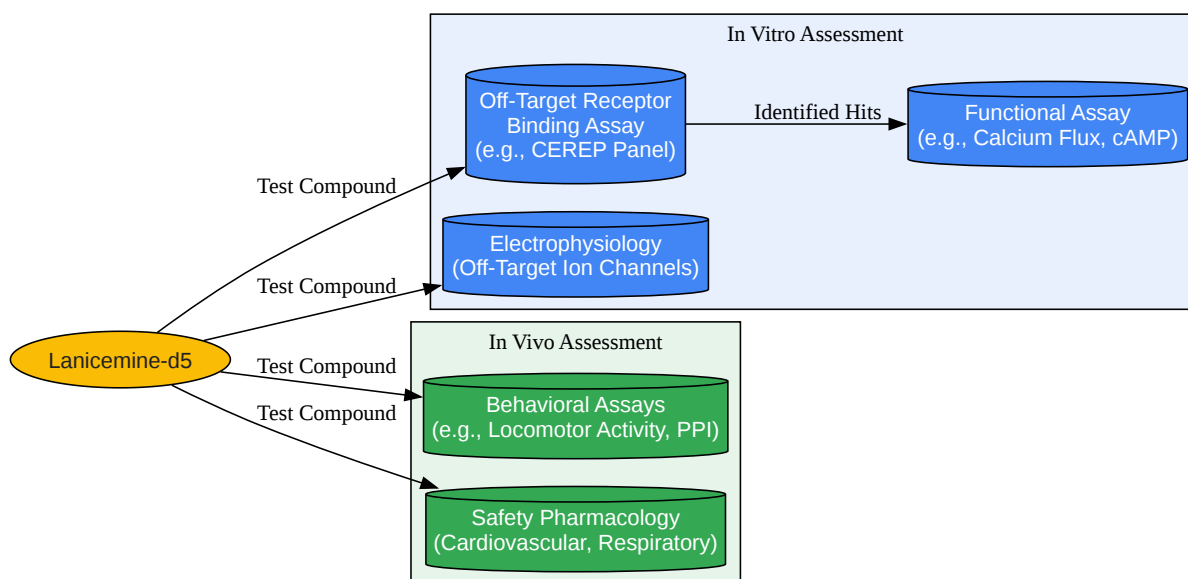 In Vitro Assessment
Off-Target Receptor
Binding Assay
(e.g., CEREP Panel)
Identified Hits
Functional Assay
(e.g., Calcium Flux, cAMP)
Test Compound
Electrophysiology
(Off-Target Ion Channels)
Test Compound
Lanicemine-d5
In Vivo Assessment
Test Compound
Behavioral Assays
(e.g., Locomotor Activity, PPI)
Test Compound
Safety Pharmacology
(Cardiovascular, Respiratory)